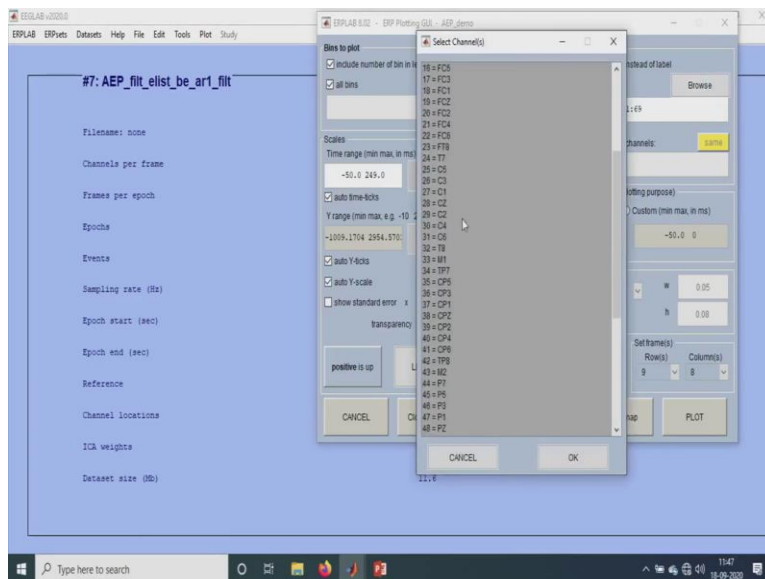 EEGLAB v2020.0
ERPLAB ERPsets Datasets Help File Edit Tools Plot Study
#7: AEP_filt_elist_be_ar1_filt
Filename: none
Channels per frame
Frames per epoch
Epochs
Events
Sampling rate (Hz)
Epoch start (sec)
Epoch end (sec)
Reference
Channel locations
ICA weights
Dataset size (Mb)
11.6
ERPLAB 8.02 - ERP Plotting GUI - AEP_demo
Bins to plot
include number of bin in le
all bins
Scales
Time range (min max, in ms)
-50.0 249.0
auto time-ticks
Y range (min max, e.g. -10 2
-1009.1704 2954.570
auto Y-ticks
auto Y-scale
show standard error x
transparency
positive is up
CANCEL
Select Channel(s)
16 = FC5
17 = FC3
18 = FC1
19 = FCZ
20 = FC2
21 = FC4
22 = FC6
23 = FT8
24 = T7
25 = C5
26 = C3
27 = C1
28 = CZ
29 = C2
30 = C4
31 = C6
32 = T8
33 = M1
34 = TP7
35 = CP5
36 = CP3
37 = CP1
38 = CPZ
39 = CP2
40 = CP4
41 = CP6
42 = TP8
43 = M2
44 = P7
45 = P5
46 = P3
47 = P1
48 = PZ
CANCEL OK
nstead of label
Browse
1:69
hannels: same
lotting purpose)
Custom (min max, in ms)
-50.0 0
w 0.05
h 0.08
Set frame(s)
Row(s) Column(s)
9 8
map PLOT
Type here to search
11:47
18-09-2020